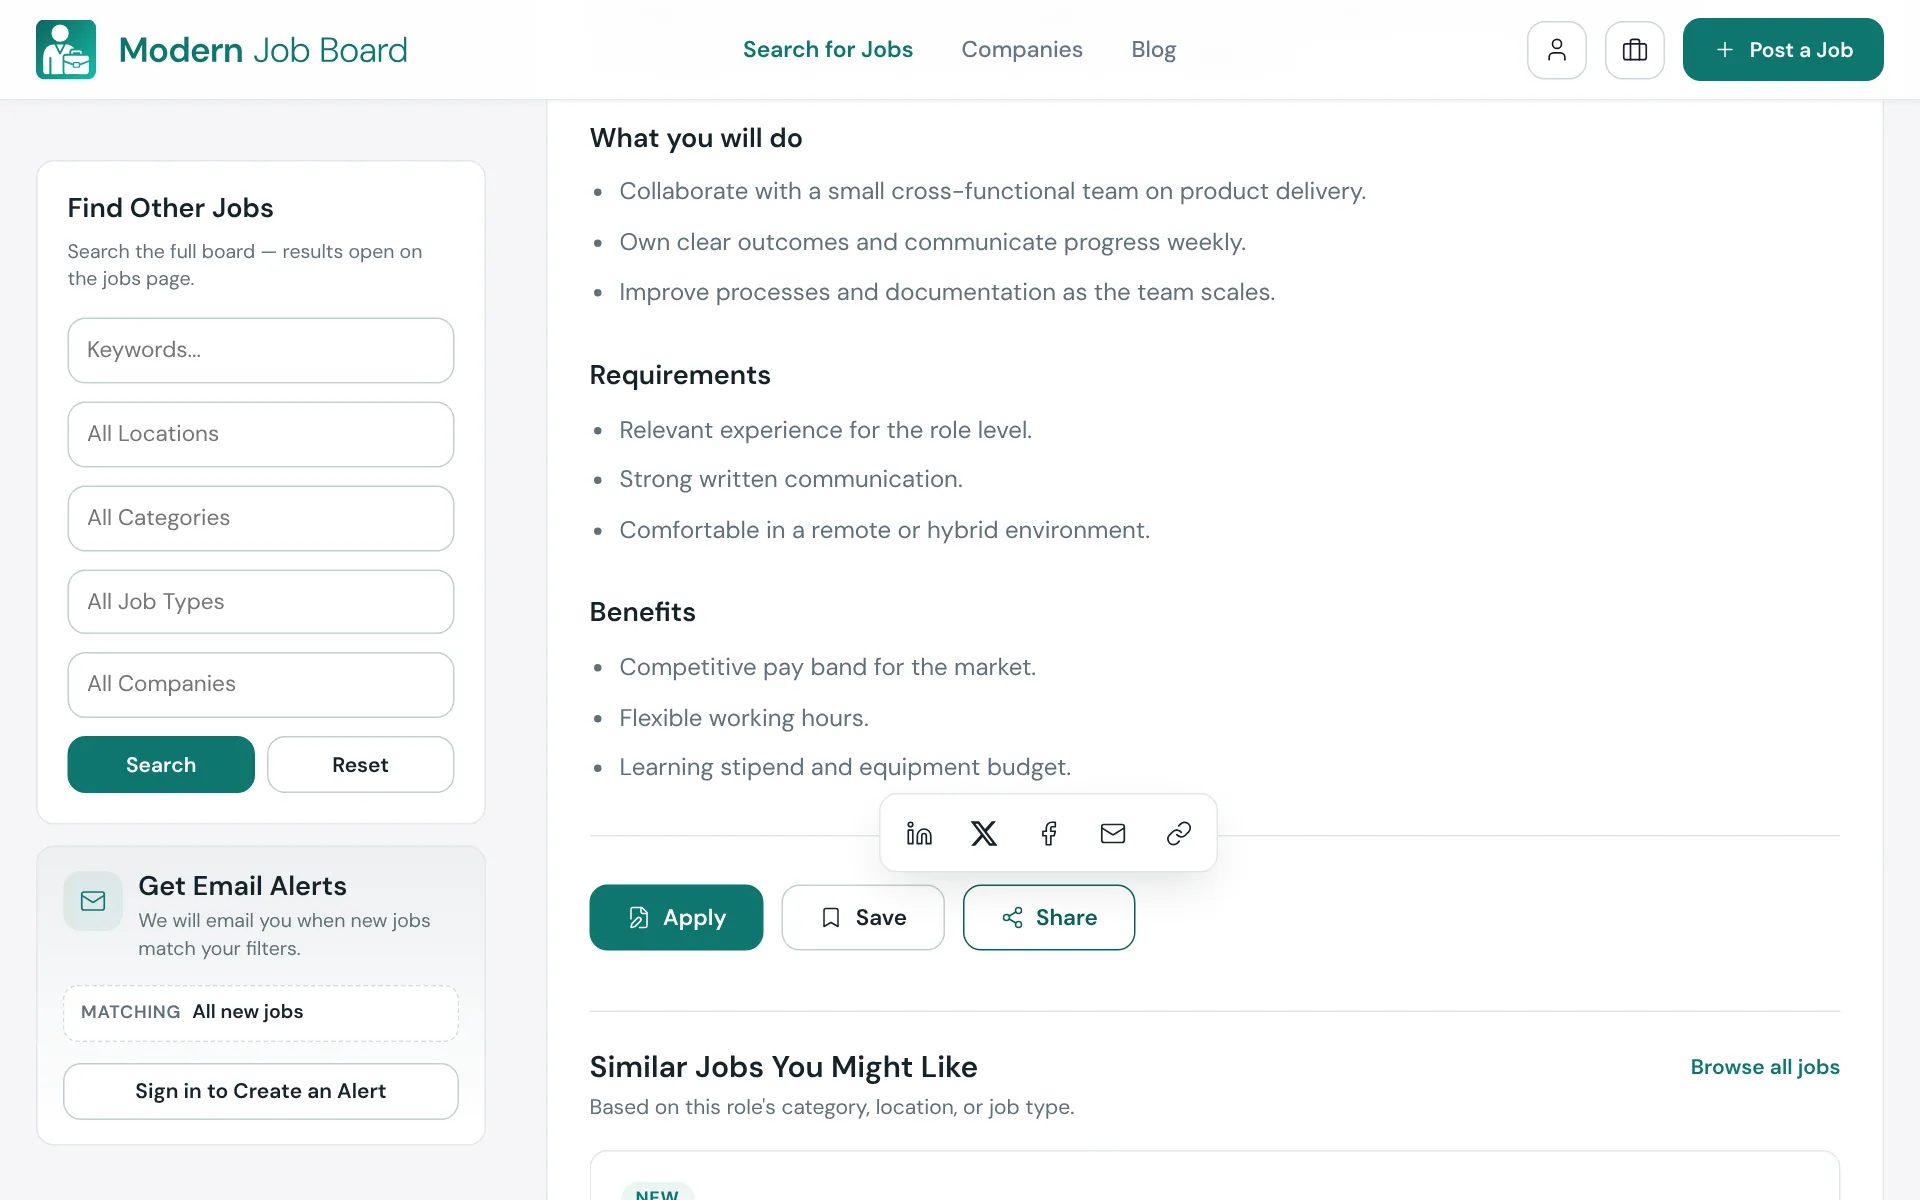 Modern Job Board
Search for Jobs
Companies
Blog
Post a Job
Find Other Jobs
Search the full board — results open on
the jobs page.
Keywords...
All Locations
All Categories
All Job Types
All Companies
Search
Reset
Get Email Alerts
We will email you when new jobs
match your filters.
MATCHING All new jobs
Sign in to Create an Alert
What you will do
• Collaborate with a small cross-functional team on product delivery.
• Own clear outcomes and communicate progress weekly.
• Improve processes and documentation as the team scales.
Requirements
• Relevant experience for the role level.
• Strong written communication.
• Comfortable in a remote or hybrid environment.
Benefits
• Competitive pay band for the market.
• Flexible working hours.
• Learning stipend and equipment budget.
Apply
Save
Share
Similar Jobs You Might Like
Browse all jobs
Based on this role's category, location, or job type.
NEW